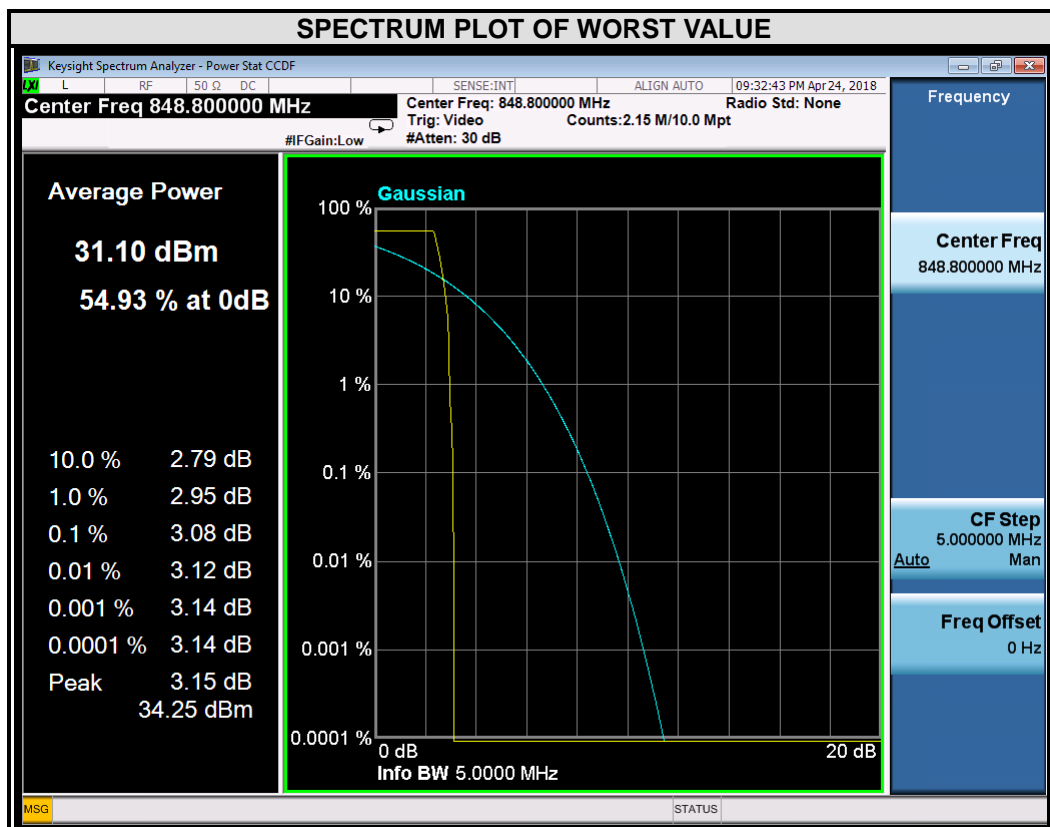 SPECTRUM PLOT OF WORST VALUE
Keysight Spectrum Analyzer - Power Stat CCDF
LXI L RF 50 Ω DC SENSE:INT ALIGN AUTO 09:32:43 PM Apr 24, 2018
Center Freq 848.800000 MHz
#IFGain:Low
Center Freq: 848.800000 MHz Radio Std: None
Trig: Video Counts:2.15 M/10.0 Mpt
#Atten: 30 dB
Average Power
31.10 dBm
54.93 % at 0dB
10.0 % 2.79 dB
1.0 % 2.95 dB
0.1 % 3.08 dB
0.01 % 3.12 dB
0.001 % 3.14 dB
0.0001 % 3.14 dB
Peak 3.15 dB
34.25 dBm
Gaussian
100 %
10 %
1 %
0.1 %
0.01 %
0.001 %
0.0001 %
0 dB 20 dB
Info BW 5.0000 MHz
Frequency
Center Freq
848.800000 MHz
CF Step
5.000000 MHz
Auto Man
Freq Offset
0 Hz
MSG STATUS